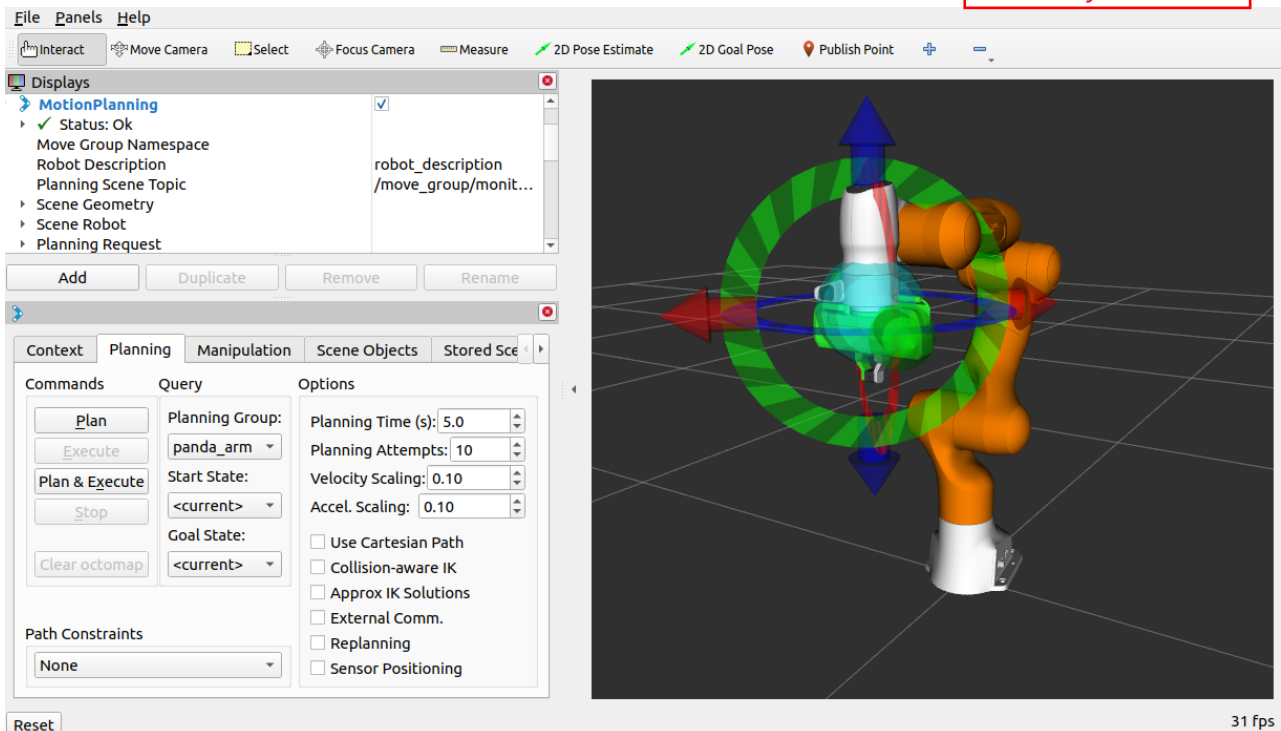 File Panels Help
Interact Move Camera Select Focus Camera Measure 2D Pose Estimate 2D Goal Pose Publish Point
Displays
MotionPlanning
Status: Ok
Move Group Namespace
Robot Description robot_description
Planning Scene Topic /move_group/monit...
Scene Geometry
Scene Robot
Planning Request
Add Duplicate Remove Rename
Context Planning Manipulation Scene Objects Stored Sce
Commands Query Options
Plan Planning Group: Planning Time (s): 5.0
Execute panda_arm Planning Attempts: 10
Plan & Execute Start State: Velocity Scaling: 0.10
Stop <current> Accel. Scaling: 0.10
Goal State: Use Cartesian Path
Clear octomap <current> Collision-aware IK
Approx IK Solutions
External Comm.
Path Constraints Replanning
None Sensor Positioning
Reset 31 fps